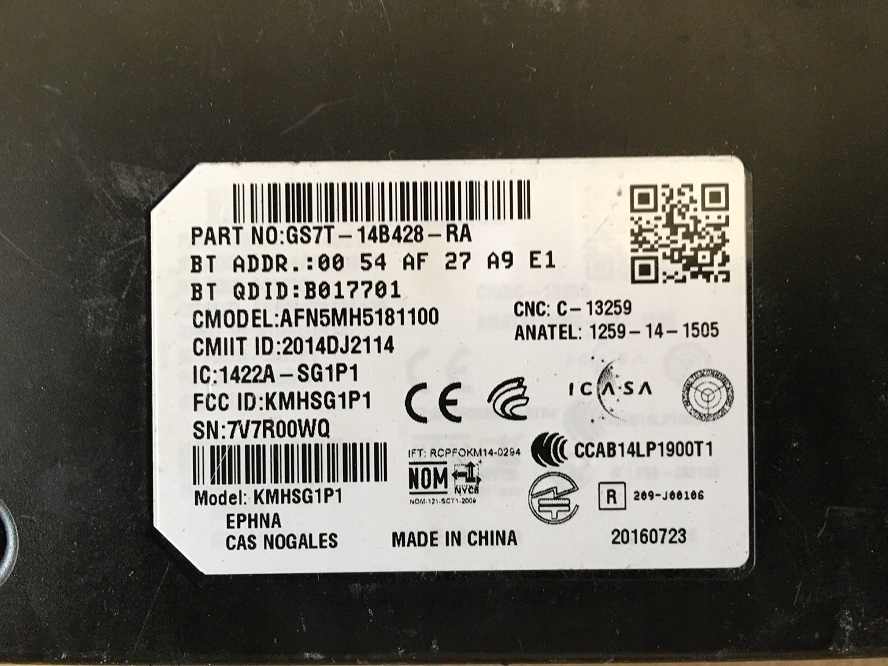 PART NO:GS7T-14B428-RA
BT ADDR.:00 54 AF 27 A9 E1
BT QDID:B017701
CNC: C-13259
CMODEL:AFN5MH5181100
ANATEL: 1259-14-1505
CMIIT ID:2014DJ2114
IC:1422A-SG1P1
CE
ICASA
FCC ID:KMHSG1P1
SN:7V7R00WQ
IFT: RCPFOKM14-0294
CCAB14LP1900T1
NOM
NYCE
Model: KMHSG1P1
NOM-121-SCT1-2009
R 209-J00106
EPHNA
CAS NOGALES
MADE IN CHINA
20160723